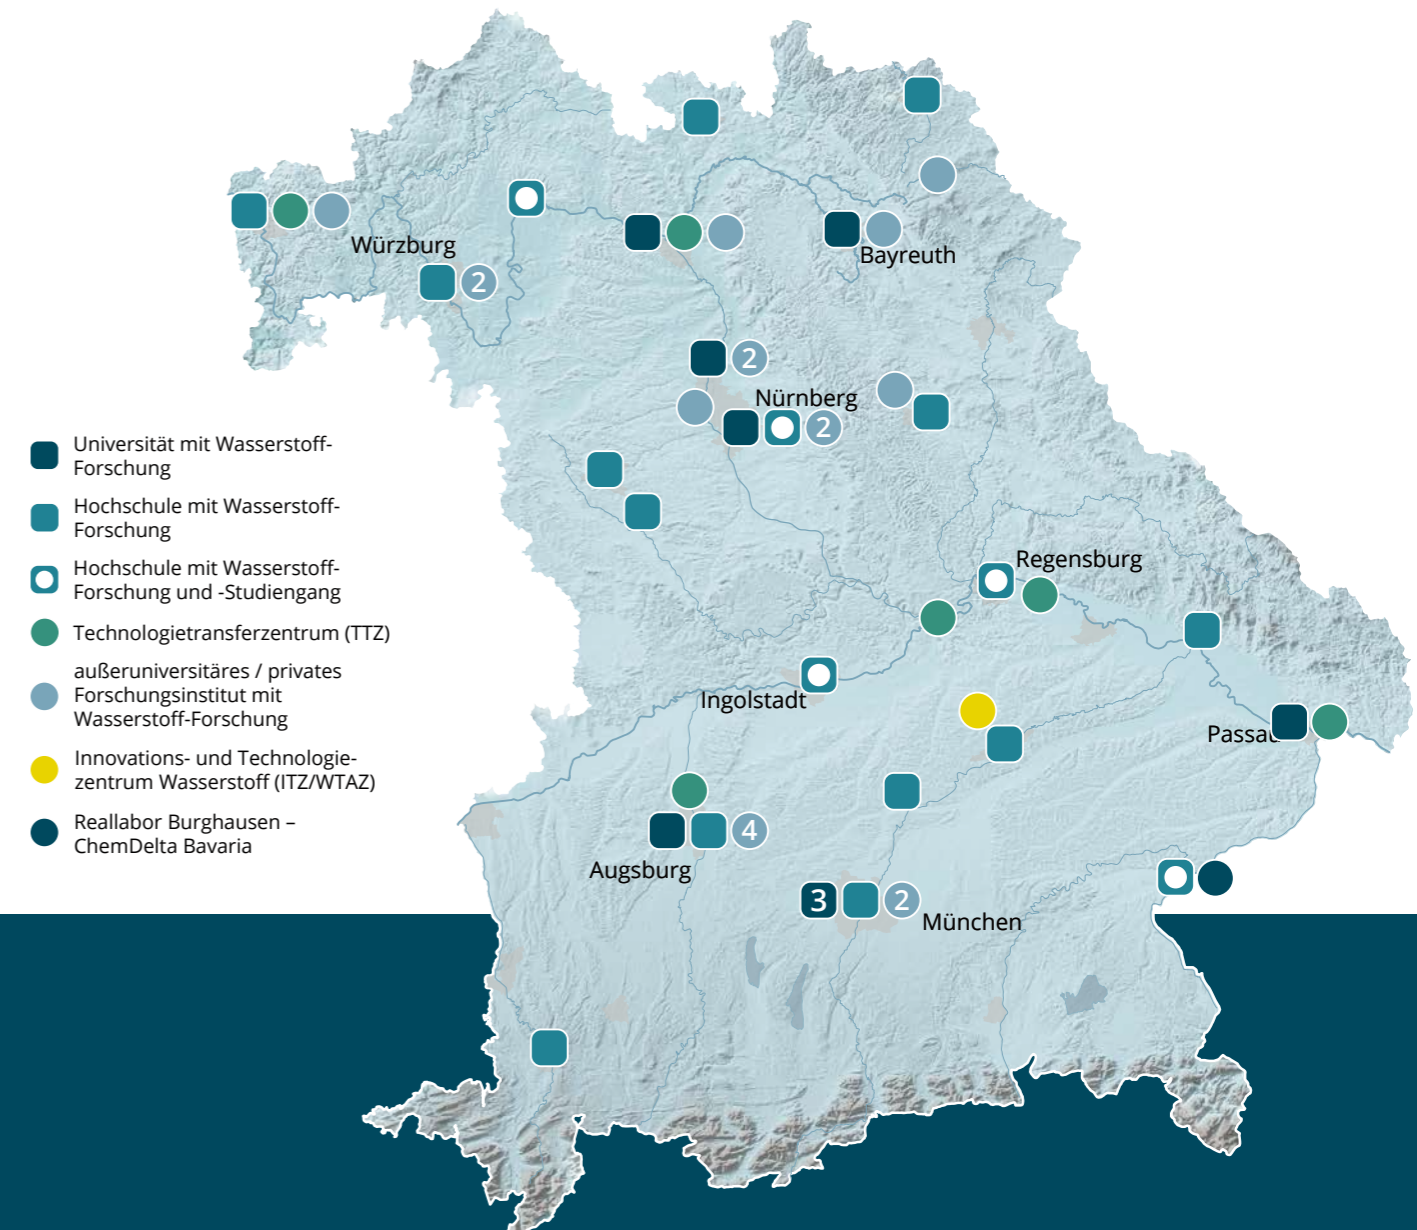 Würzburg
2
Bayreuth
2
Nürnberg
2
Universität mit Wasserstoff-
Forschung
Hochschule mit Wasserstoff-
Forschung
Hochschule mit Wasserstoff-
Forschung und -Studiengang
Technologietransferzentrum (TTZ)
außeruniversitäres / privates
Forschungsinstitut mit
Wasserstoff-Forschung
Innovations- und Technologie-
zentrum Wasserstoff (ITZ/WTAZ)
Reallabor Burghausen –
ChemDelta Bavaria
Regensburg
Ingolstadt
Passau
4
Augsburg
3
2
München